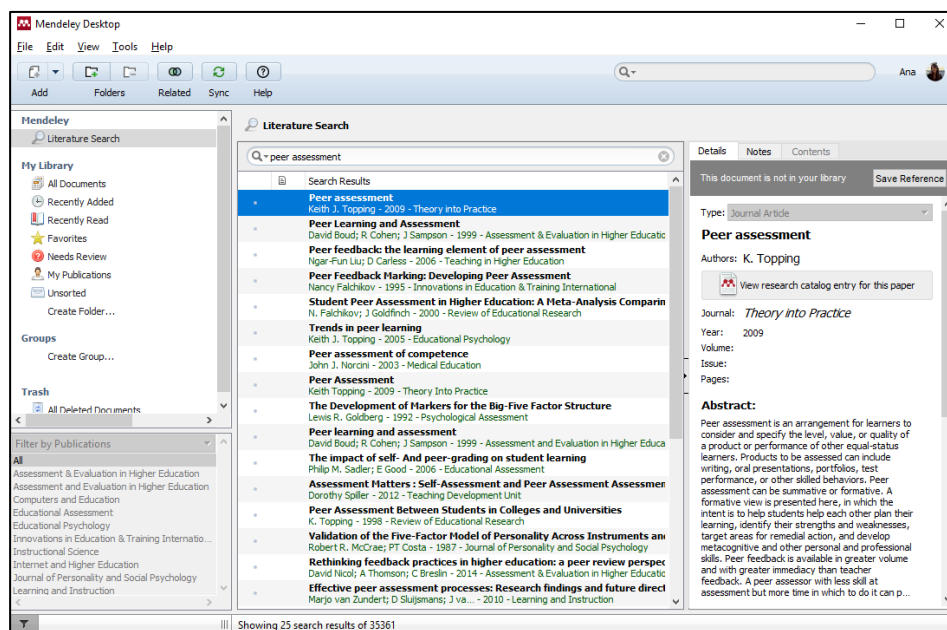 Mendeley Desktop
File Edit View Tools Help
Add Folders Related Sync Help
Ana
Mendeley
Literature Search
My Library
All Documents
Recently Added
Recently Read
Favorites
Needs Review
My Publications
Unsorted
Create Folder...
Groups
Create Group...
Trash
All Deleted Documents
Filter by Publications
All
Assessment & Evaluation in Higher Education
Assessment and Evaluation in Higher Education
Computers and Education
Educational Assessment
Educational Psychology
Innovations in Education & Training Internatio...
Instructional Science
Internet and Higher Education
Journal of Personality and Social Psychology
Learning and Instruction
Literature Search
peer assessment
Search Results
Peer assessment
Keith J. Topping - 2009 - Theory into Practice
Peer Learning and Assessment
David Boud; R Cohen; J Sampson - 1999 - Assessment & Evaluation in Higher Educatic
Peer feedback: the learning element of peer assessment
Ngar-Fun Liu; D Carless - 2006 - Teaching in Higher Education
Peer Feedback Marking: Developing Peer Assessment
Nancy Falchikov - 1995 - Innovations in Education & Training International
Student Peer Assessment in Higher Education: A Meta-Analysis Comparin
N. Falchikov; J Goldfinch - 2000 - Review of Educational Research
Trends in peer learning
Keith J. Topping - 2005 - Educational Psychology
Peer assessment of competence
John J. Norcini - 2003 - Medical Education
Peer Assessment
Keith Topping - 2009 - Theory Into Practice
The Development of Markers for the Big-Five Factor Structure
Lewis R. Goldberg - 1992 - Psychological Assessment
Peer learning and assessment
David Boud; R Cohen; J Sampson - 1999 - Assessment and Evaluation in Higher Educa
The impact of self- And peer-grading on student learning
Philip M. Sadler; E Good - 2006 - Educational Assessment
Assessment Matters : Self-Assessment and Peer Assessment Assessmen
Dorothy Spiller - 2012 - Teaching Development Unit
Peer Assessment Between Students in Colleges and Universities
K. Topping - 1998 - Review of Educational Research
Validation of the Five-Factor Model of Personality Across Instruments and
Robert R. McCrae; PT Costa - 1987 - Journal of Personality and Social Psychology
Rethinking feedback practices in higher education: a peer review perspec
David Nicol; A Thomson; C Breslin - 2014 - Assessment & Evaluation in Higher Educatic
Effective peer assessment processes: Research findings and future direct
Marjo van Zundert; D Sluijsmans; J va... - 2010 - Learning and Instruction
Showing 25 search results of 35361
Details Notes Contents
This document is not in your library Save Reference
Type: Journal Article
Peer assessment
Authors: K. Topping
View research catalog entry for this paper
Journal: Theory into Practice
Year: 2009
Volume:
Issue:
Pages:
Abstract:
Peer assessment is an arrangement for learners to
consider and specify the level, value, or quality of
a product or performance of other equal-status
learners. Products to be assessed can include
writing, oral presentations, portfolios, test
performance, or other skilled behaviors. Peer
assessment can be summative or formative. A
formative view is presented here, in which the
intent is to help students help each other plan their
learning, identify their strengths and weaknesses,
target areas for remedial action, and develop
metacognitive and other personal and professional
skills. Peer feedback is available in greater volume
and with greater immediacy than teacher
feedback. A peer assessor with less skill at
assessment but more time in which to do it can p...